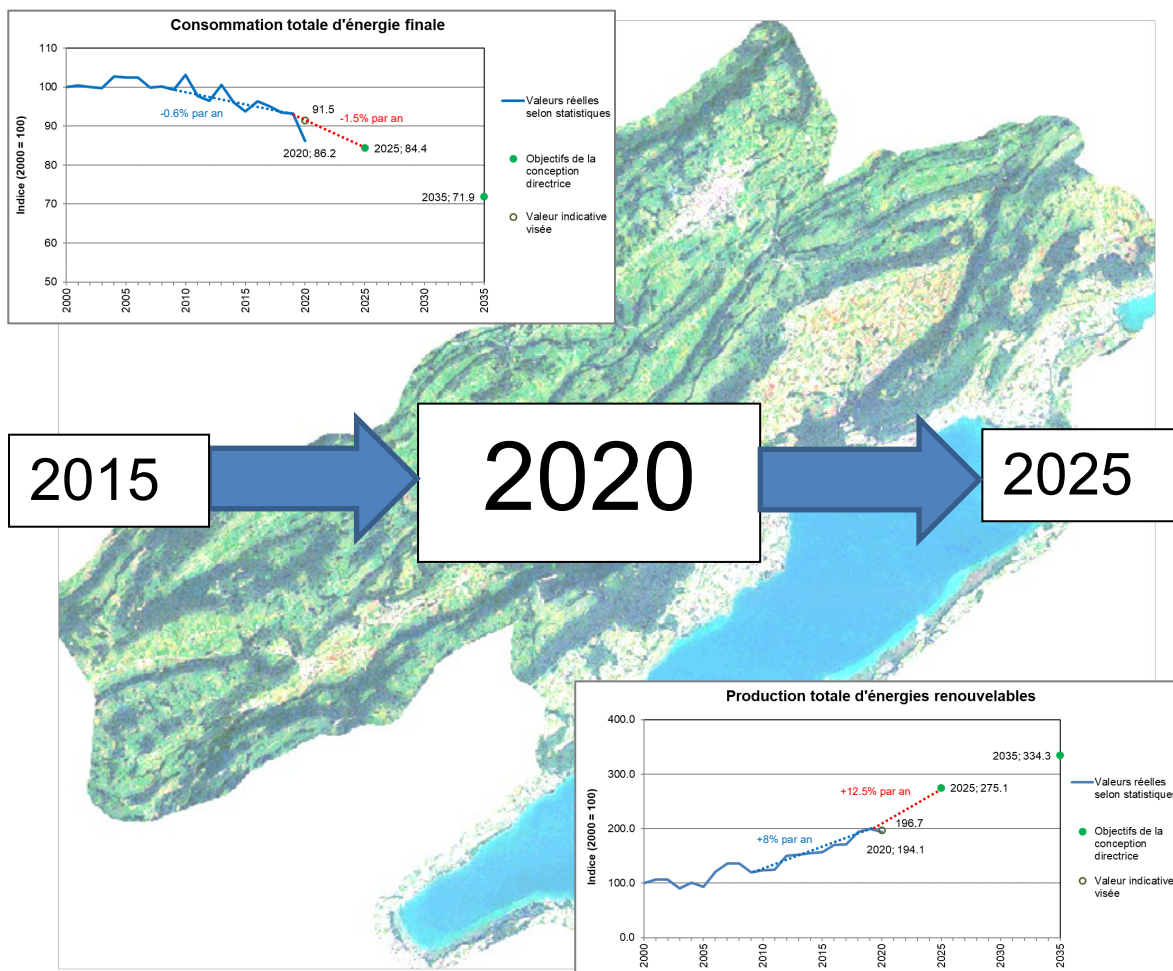 Consommation totale d'énergie finale
Indice (2000 = 100)
110
100
90
80
70
60
50
2000
2005
2010
2015
2020
2025
2030
2035
-0.6% par an
91.5
-1.5% par an
2020; 86.2
2025; 84.4
2035; 71.9
Valeurs réelles
selon statistiques
Objectifs de la
conception
directrice
Valeur indicative
visée
2015
2020
2025
Production totale d'énergies renouvelables
Indice (2000 = 100)
400.0
300.0
200.0
100.0
0.0
2000
2005
2010
2015
2020
2025
2030
2035
+8% par an
+12.5% par an
196.7
2020; 194.1
2025; 275.1
2035; 334.3
Valeurs réelles
selon statistiques
Objectifs de la
conception
directrice
Valeur indicative
visée